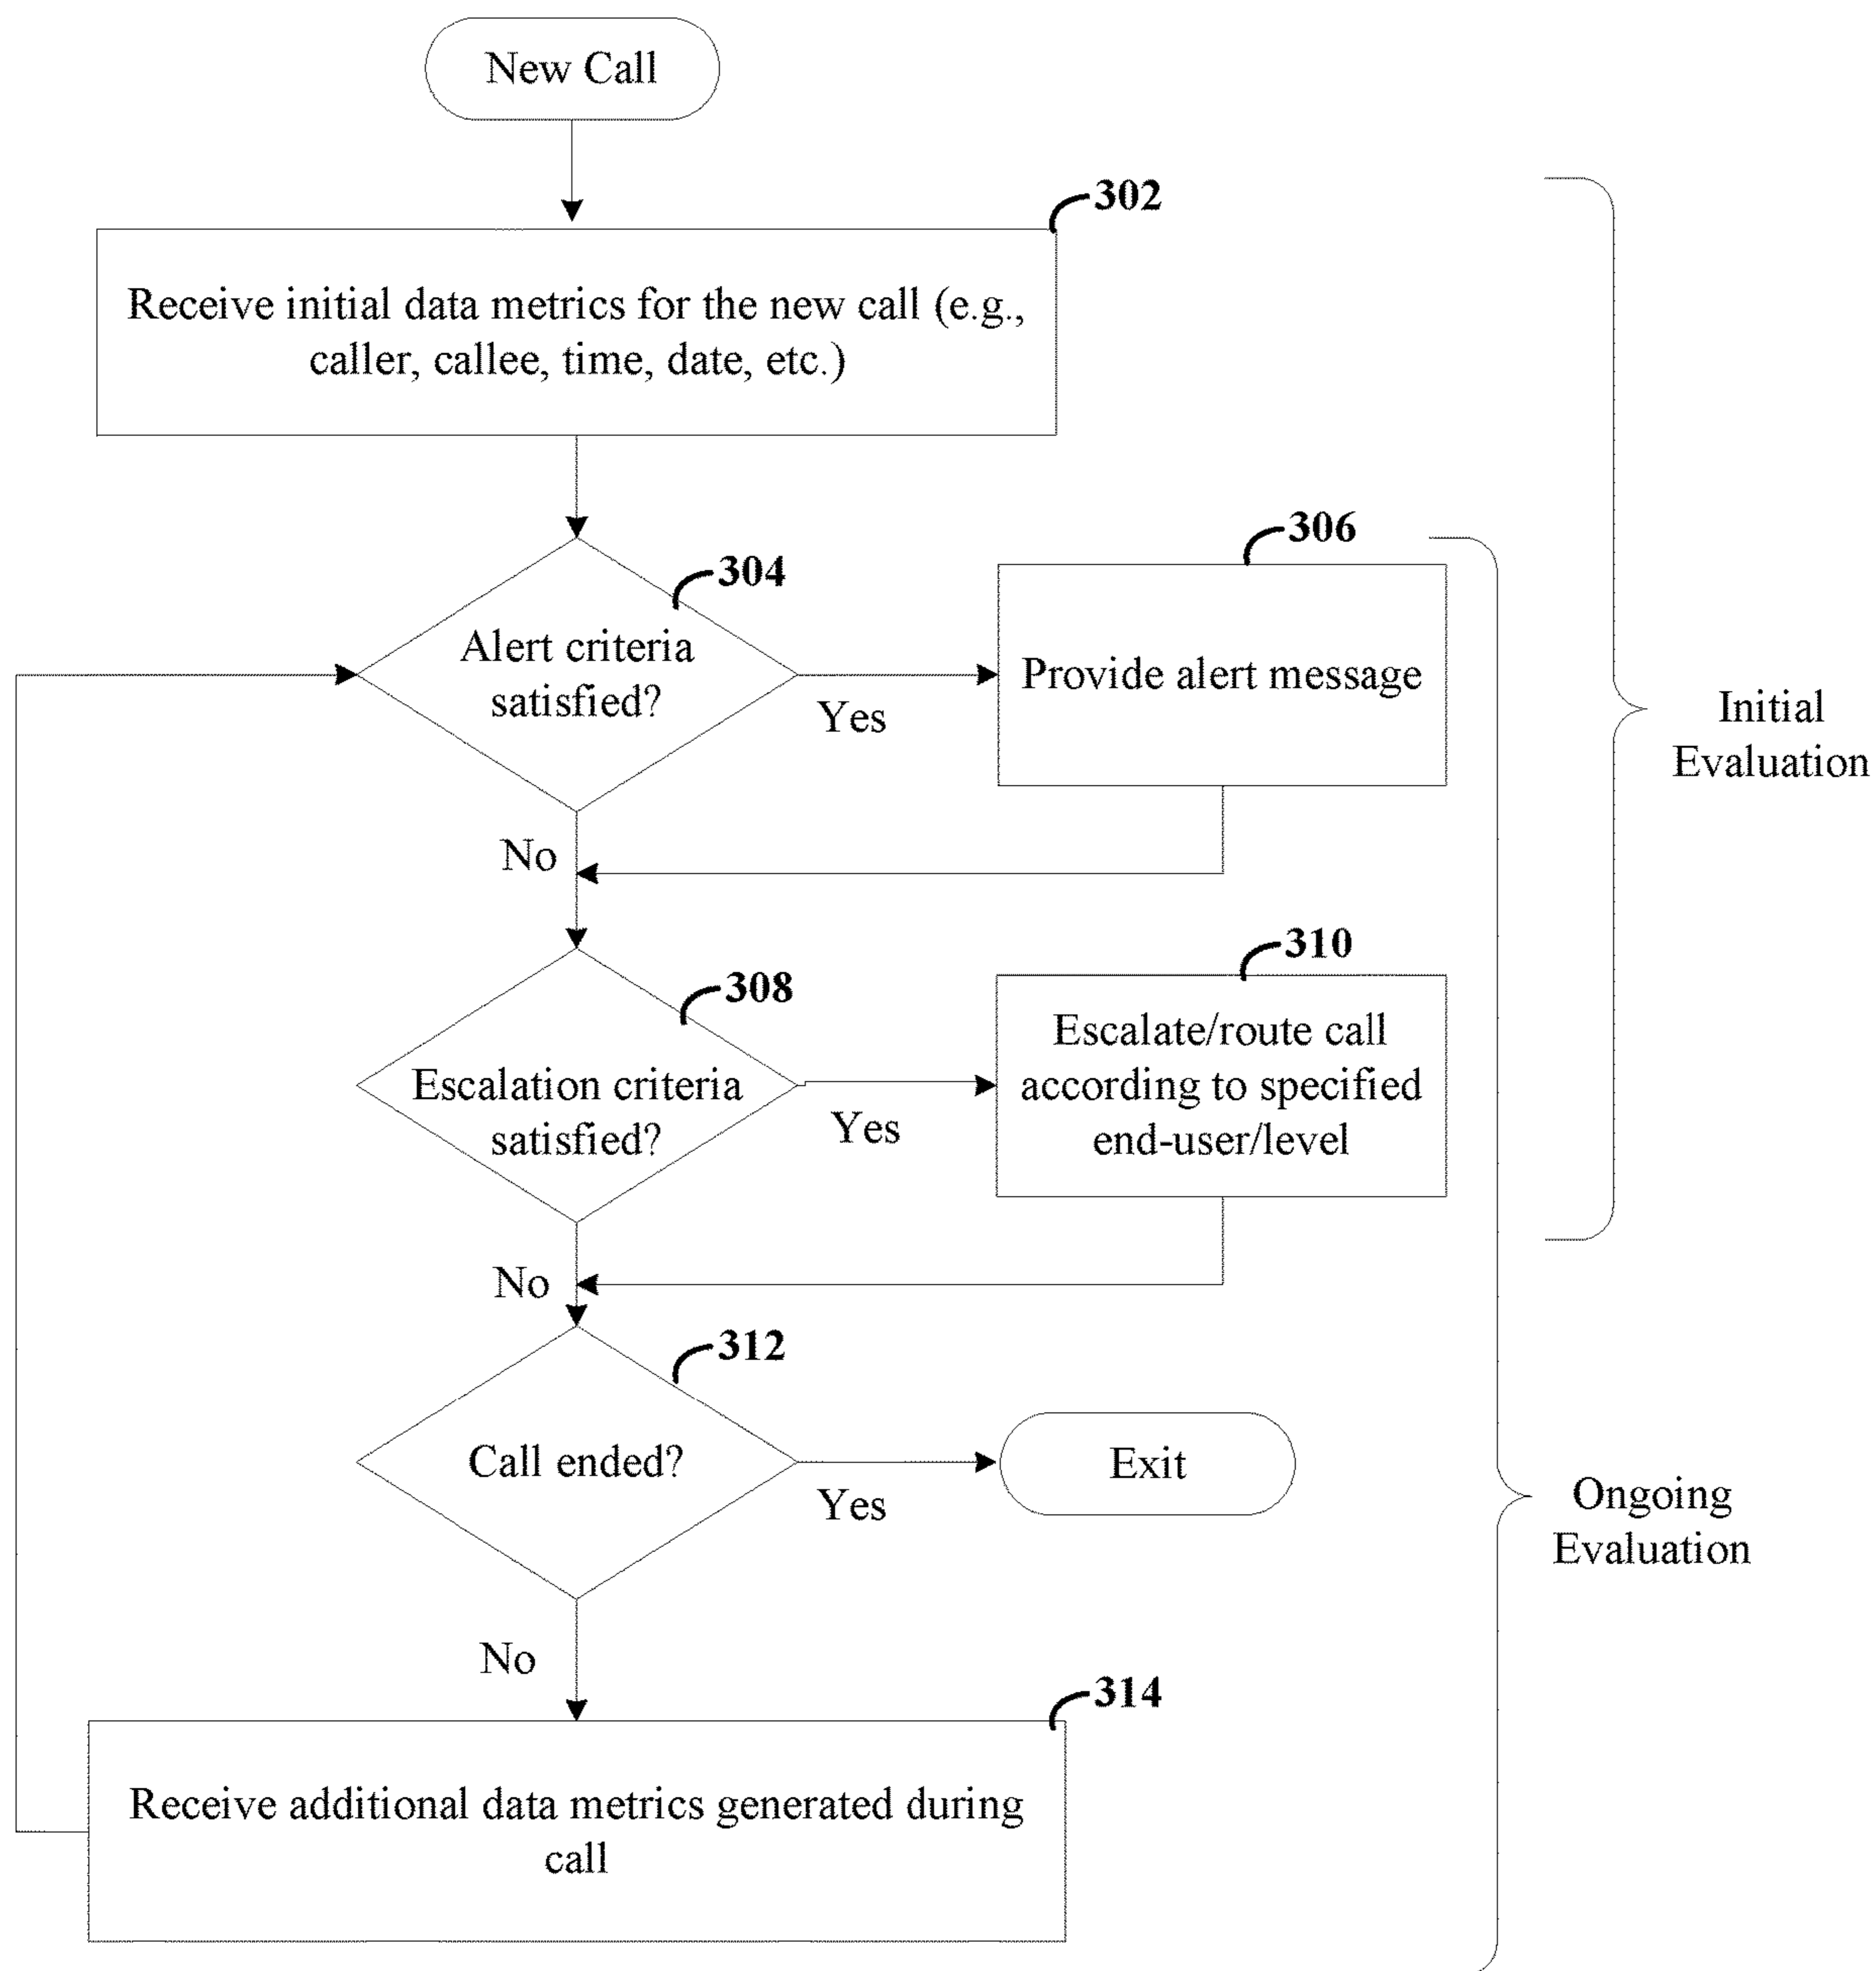 New Call
302
Receive initial data metrics for the new call (e.g.,
caller, callee, time, date, etc.)
304
Alert criteria
satisfied?
Yes
No
306
Provide alert message
Initial
Evaluation
308
Escalation criteria
satisfied?
Yes
No
310
Escalate/route call
according to specified
end-user/level
312
Call ended?
Yes
No
Exit
Ongoing
Evaluation
314
Receive additional data metrics generated during
call